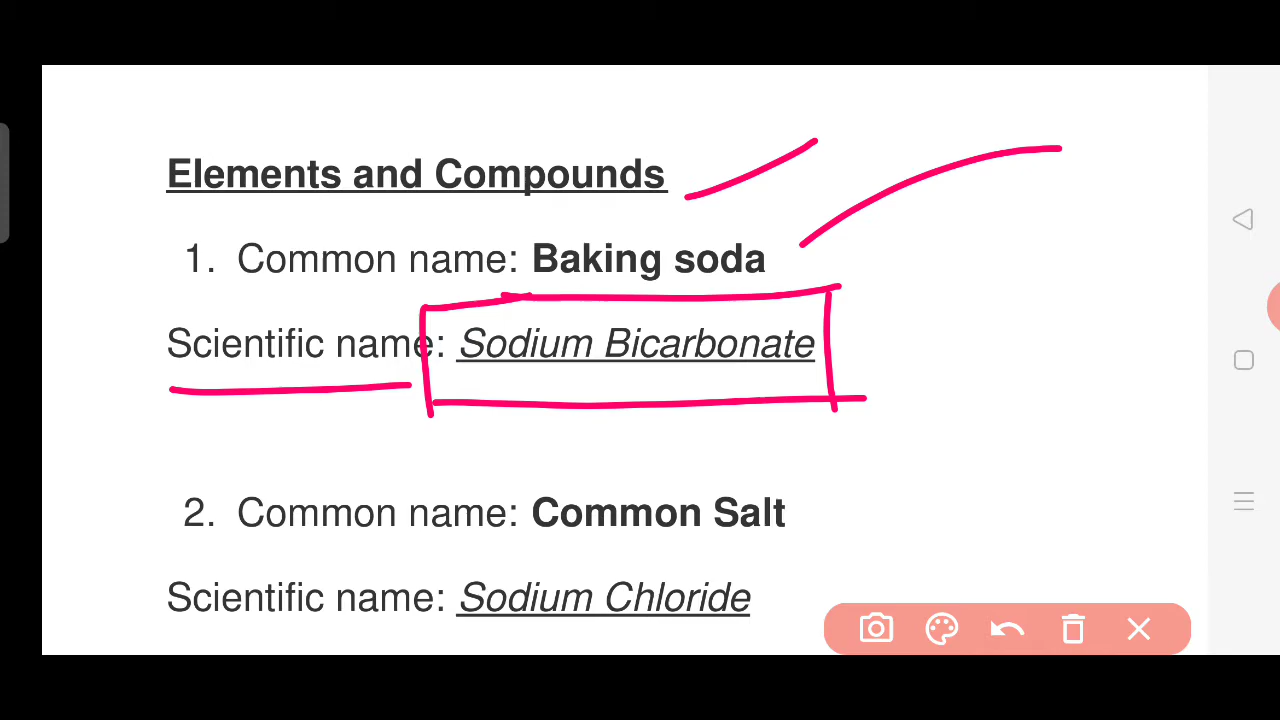 Elements and Compounds
1. Common name: Baking soda
Scientific name: Sodium Bicarbonate
2. Common name: Common Salt
Scientific name: Sodium Chloride